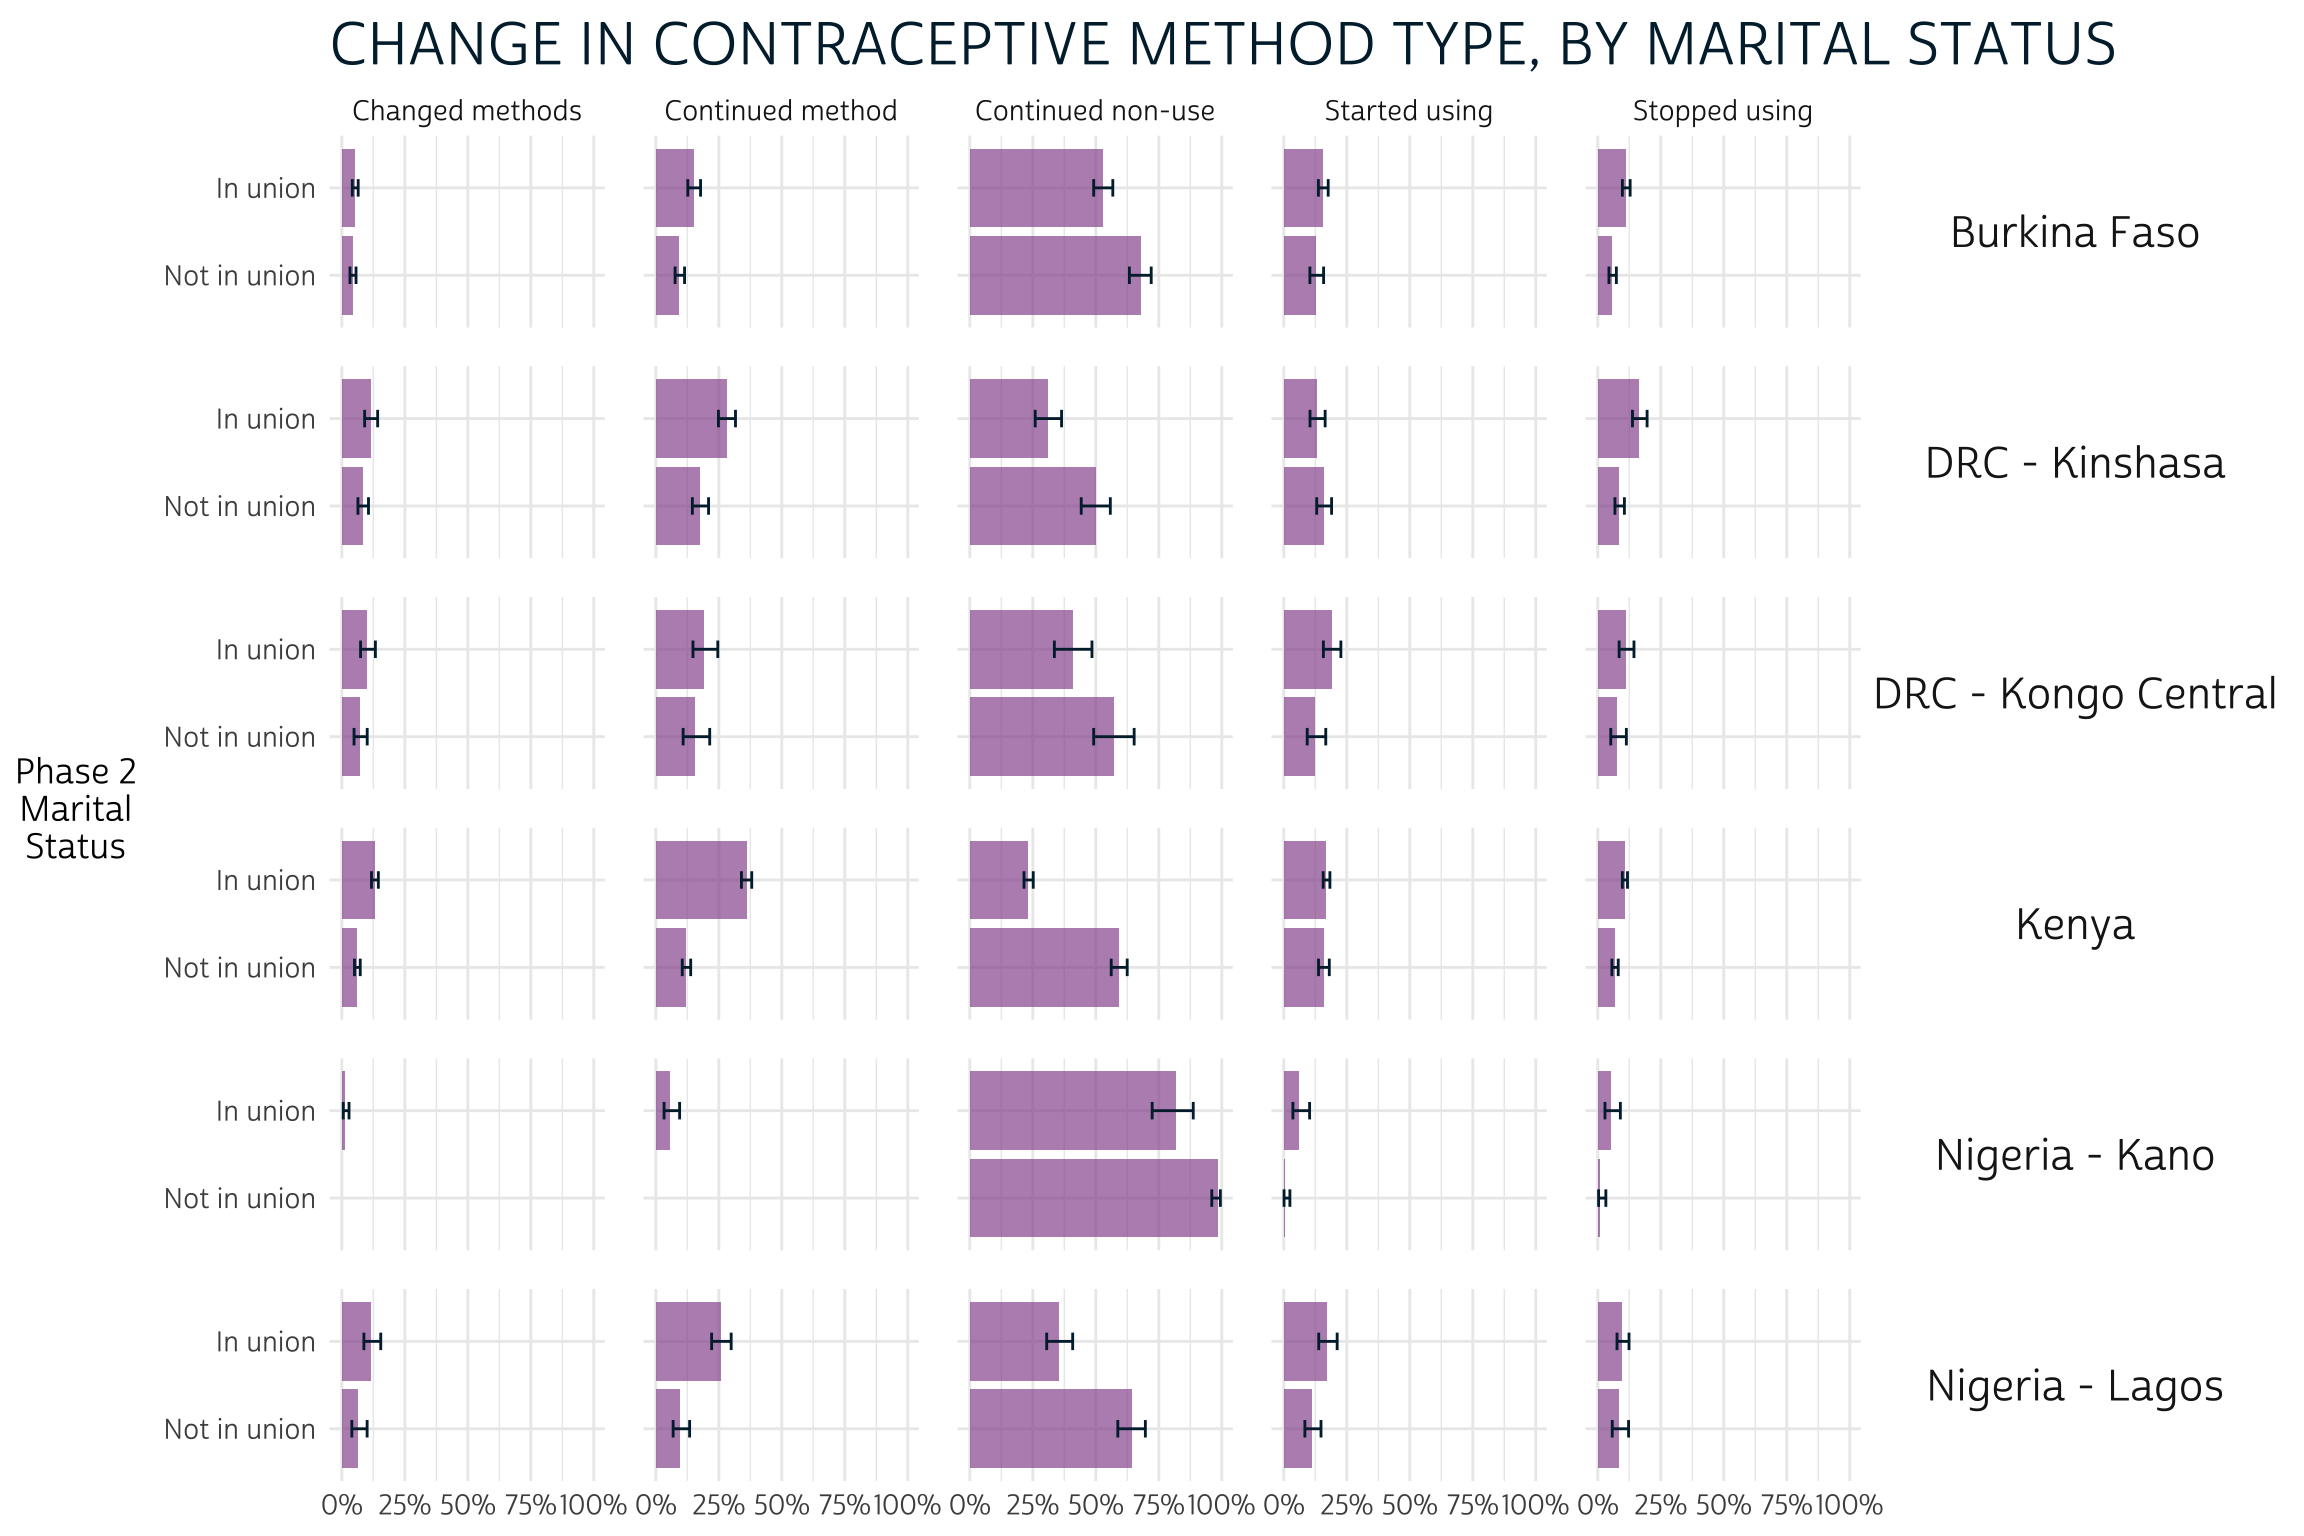 CHANGE IN CONTRACEPTIVE METHOD TYPE, BY MARITAL STATUS
Changed methods Continued method Continued non-use Started using Stopped using
In union
Not in union
Burkina Faso
In union
Not in union
DRC - Kinshasa
In union
Not in union
DRC - Kongo Central
Phase 2
Marital
Status
In union
Not in union
Kenya
In union
Not in union
Nigeria - Kano
In union
Not in union
Nigeria - Lagos
0% 25% 50% 75% 100% 0% 25% 50% 75% 100% 0% 25% 50% 75% 100% 0% 25% 50% 75% 100% 0% 25% 50% 75% 100%